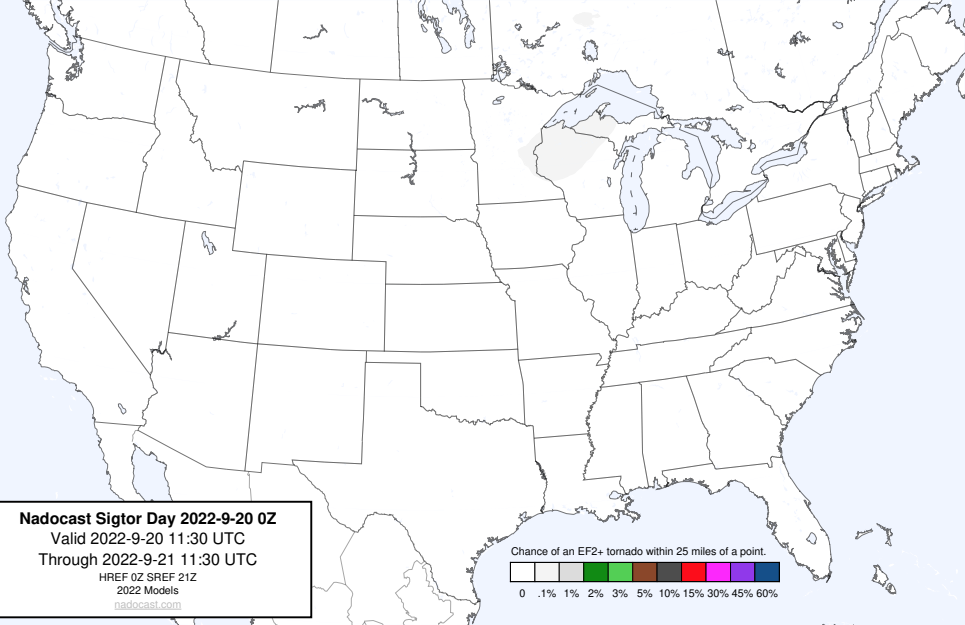 Nadocast Sigtor Day 2022-9-20 0Z
Valid 2022-9-20 11:30 UTC
Through 2022-9-21 11:30 UTC
HREF 0Z SREF 21Z
2022 Models
nadocast.com
Chance of an EF2+ tornado within 25 miles of a point.
0 .1% 1% 2% 3% 5% 10% 15% 30% 45% 60%